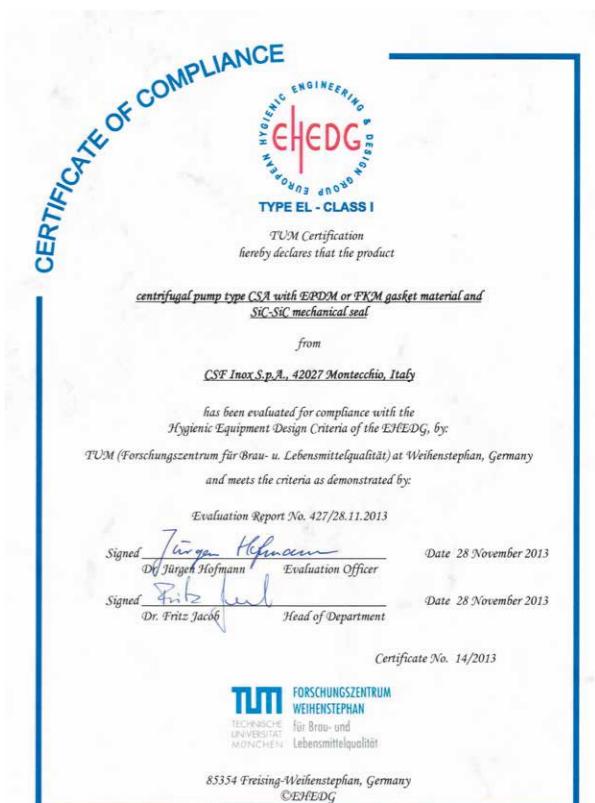 CERTIFICATE OF COMPLIANCE
EUROPEAN HYGIENIC ENGINEERING & DESIGN GROUP
EHEDG
TYPE EL - CLASS I
TUM Certification
hereby declares that the product
centrifugal pump type CSA with EPDM or FKM gasket material and
SiC-SiC mechanical seal
from
CSF Inox S.p.A., 42027 Montecchio, Italy
has been evaluated for compliance with the
Hygienic Equipment Design Criteria of the EHEDG, by:
TUM (Forschungszentrum für Brau- u. Lebensmittelqualität) at Weihenstephan, Germany
and meets the criteria as demonstrated by:
Evaluation Report No. 427/28.11.2013
Signed Jürgen Hofmann Date 28 November 2013
Dr. Jürgen Hofmann Evaluation Officer
Signed Fritz Jacob Date 28 November 2013
Dr. Fritz Jacob Head of Department
Certificate No. 14/2013
TUM
TECHNISCHE
UNIVERSITÄT
MÜNCHEN
FORSCHUNGSZENTRUM
WEIHENSTEPHAN
für Brau- und
Lebensmittelqualität
85354 Freising-Weihenstephan, Germany
©EHEDG